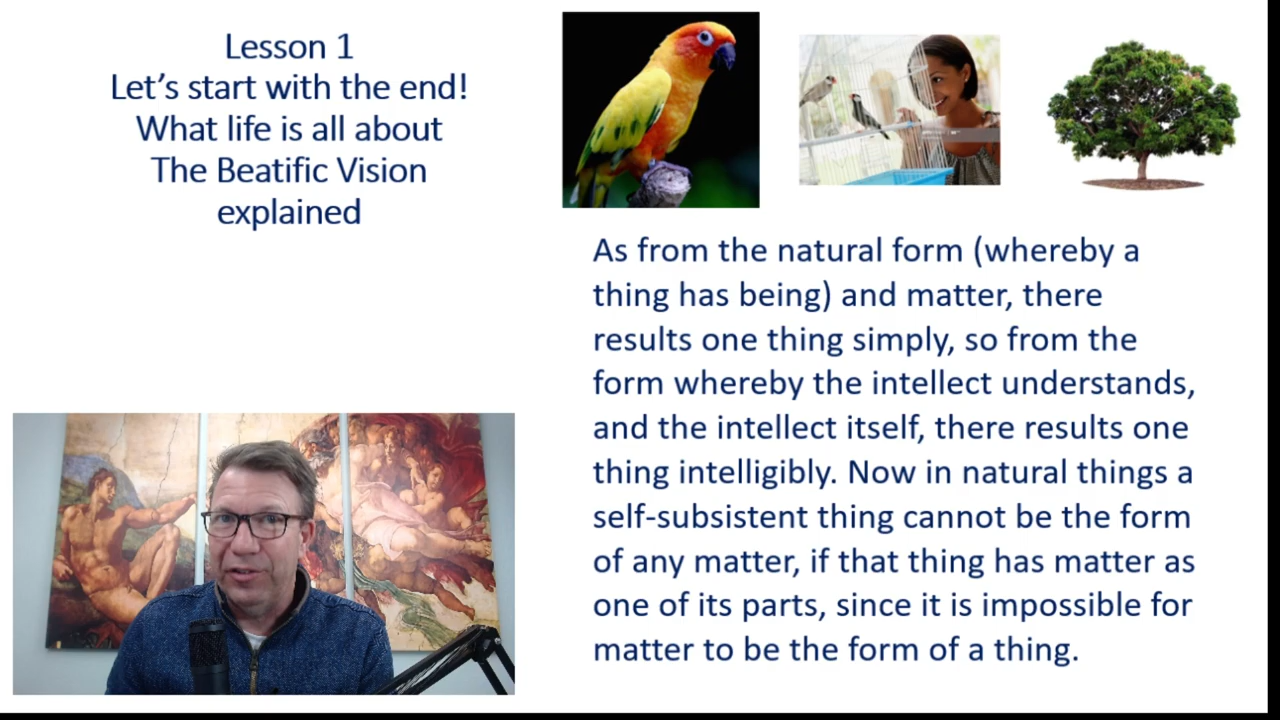 Lesson 1
Let’s start with the end!
What life is all about
The Beatific Vision
explained
As from the natural form (whereby a
thing has being) and matter, there
results one thing simply, so from the
form whereby the intellect understands,
and the intellect itself, there results one
thing intelligibly. Now in natural things a
self-subsistent thing cannot be the form
of any matter, if that thing has matter as
one of its parts, since it is impossible for
matter to be the form of a thing.